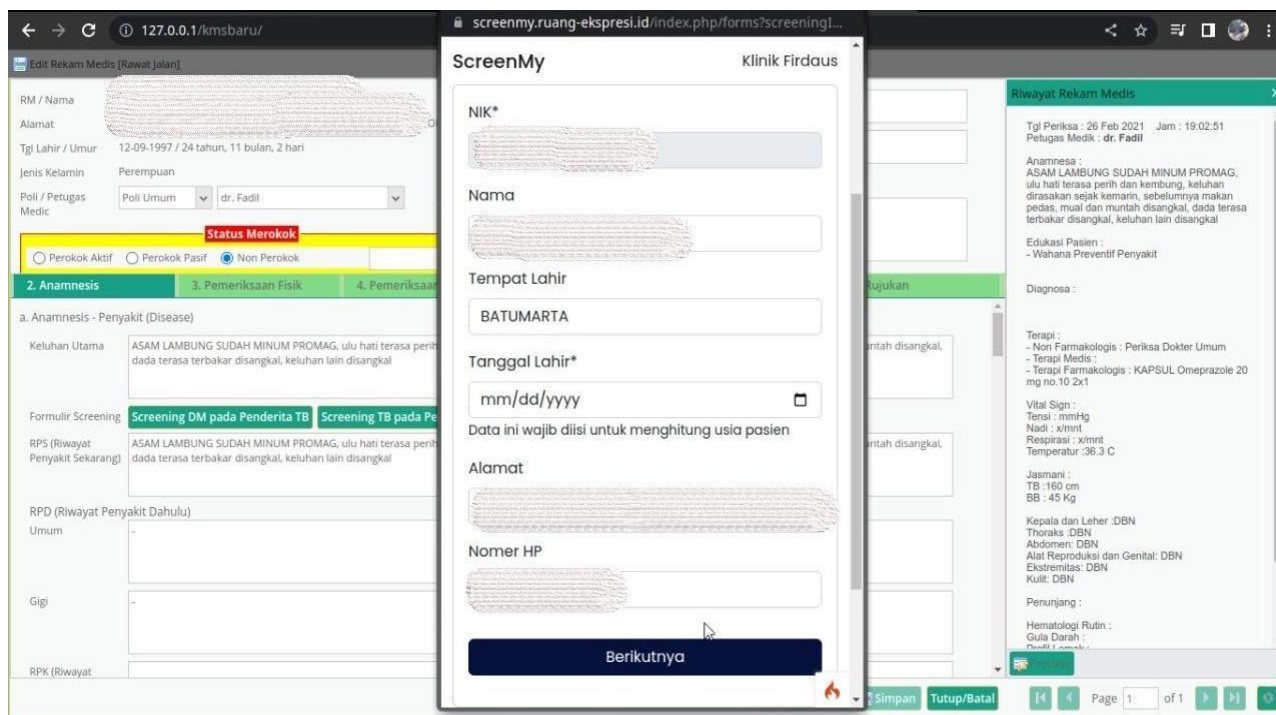 127.0.0.1/kmsbaru/
screenmy.ruang-ekspresi.id/index.php/forms?screeningI...
Edit Rekam Medis [Rawat Jalan]
RM / Nama
Alamat
Tgl Lahir / Umur 12-09-1997 / 24 tahun, 11 bulan, 2 hari
Jenis Kelamin Perempuan
Poli / Petugas Medic Poli Umum dr. Fadil
Status Merokok
Perokok Aktif Perokok Pasif Non Perokok
2. Anamnesis 3. Pemeriksaan Fisik 4. Pemeriksaan
Rujukan
a. Anamnesis - Penyakit (Disease)
Keluhan Utama
ASAM LAMBUNG SUDAH MINUM PROMAG, ulu hati terasa perih
dada terasa terbakar disangkal, keluhan lain disangkal
disangkal,
Formulir Screening Screening DM pada Penderita TB Screening TB pada Pe
RPS (Riwayat
Penyakit Sekarang)
ASAM LAMBUNG SUDAH MINUM PROMAG, ulu hati terasa perih
dada terasa terbakar disangkal, keluhan lain disangkal
disangkal,
RPD (Riwayat Penyakit Dahulu)
Umum -
Gigi -
RPK (Riwayat
ScreenMy Klinik Firdaus
NIK*
Nama
Tempat Lahir
BATUMARTA
Tanggal Lahir*
mm/dd/yyyy
Data ini wajib diisi untuk menghitung usia pasien
Alamat
Nomer HP
Berikutnya
Riwayat Rekam Medis
Tgl Periksa : 26 Feb 2021 Jam : 19:02:51
Petugas Medik : dr. Fadil
Anamnesa :
ASAM LAMBUNG SUDAH MINUM PROMAG,
ulu hati terasa perih dan kembung, keluhan
dirasakan sejak kemarin, sebelumnya makan
pedas, mual dan muntah disangkal, dada terasa
terbakar disangkal, keluhan lain disangkal
Edukasi Pasien :
- Wahana Preventif Penyakit
Diagnosa :
Terapi :
- Non Farmakologis : Periksa Dokter Umum
- Terapi Medis :
- Terapi Farmakologis : KAPSUL Omeprazole 20
mg no.10 2x1
Vital Sign :
Tensi : mmHg
Nadi : x/mnt
Respirasi : x/mnt
Temperatur :36.3 C
Jasmani :
TB :160 cm
BB : 45 Kg
Kepala dan Leher :DBN
Thoraks :DBN
Abdomen: DBN
Alat Reproduksi dan Genital: DBN
Ekstremitas: DBN
Kulit: DBN
Penunjang :
Hematologi Rutin :
Gula Darah :
Simpan Tutup/Batal Page 1 of 1